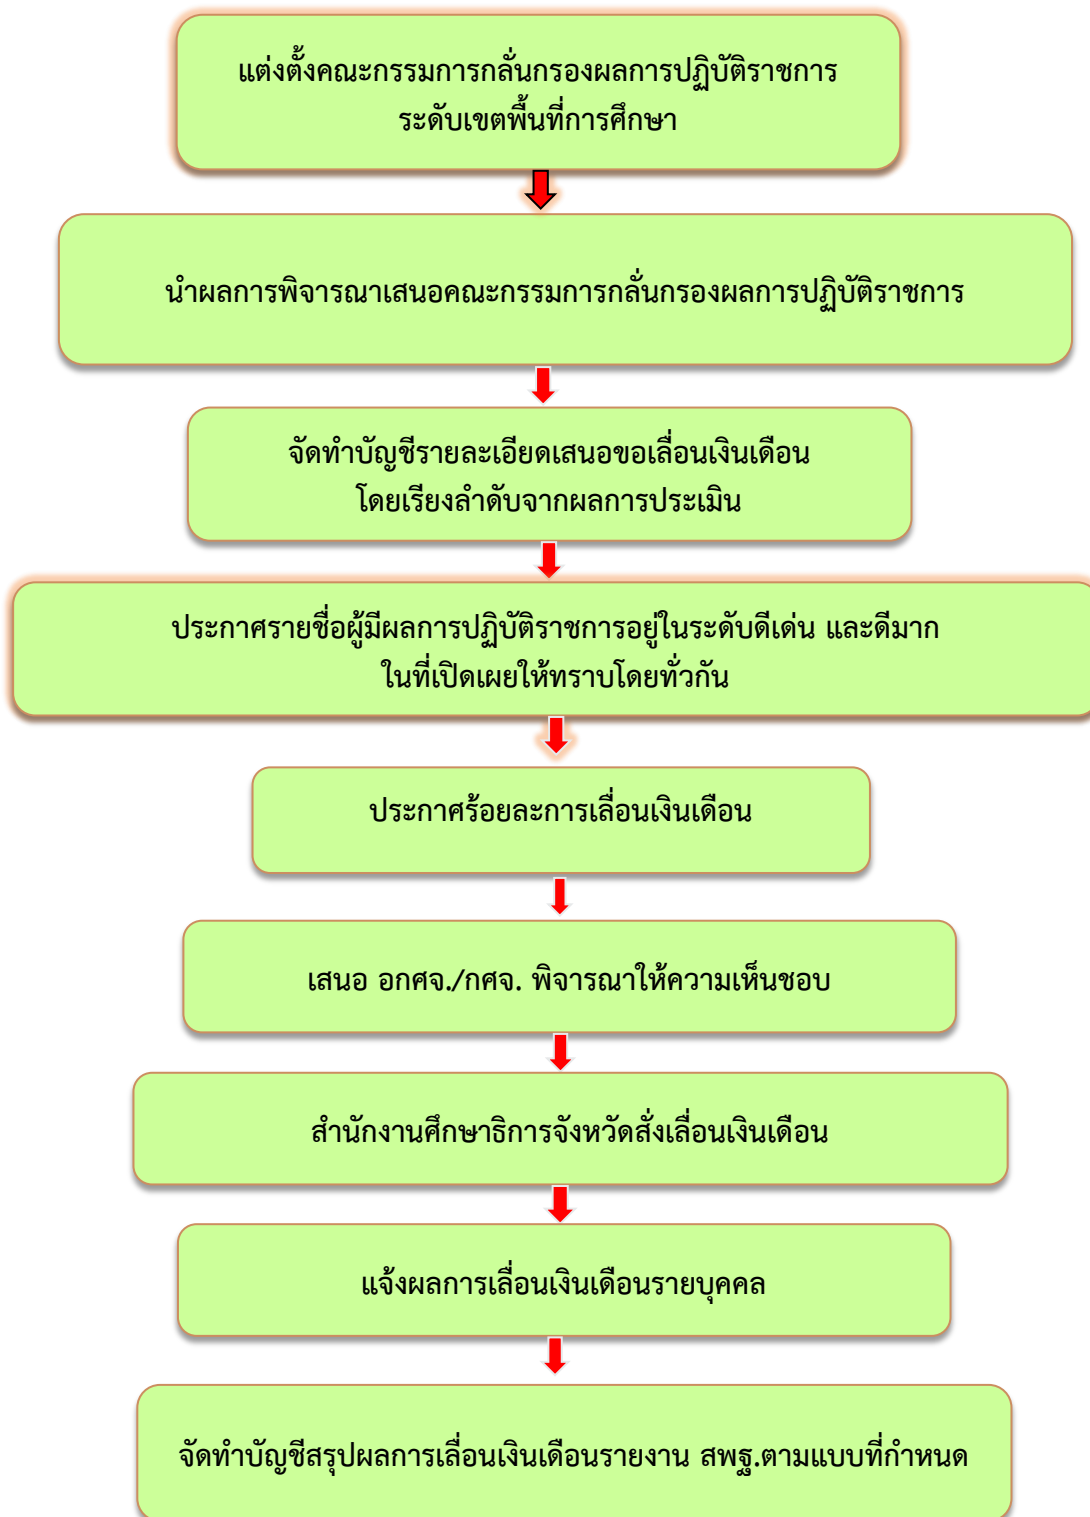 แต่งตั้งคณะกรรมการกลั่นกรองผลการปฏิบัติราชการ
ระดับเขตพื้นที่การศึกษา
นำผลการพิจารณาเสนอคณะกรรมการกลั่นกรองผลการปฏิบัติราชการ
จัดทำบัญชีรายละเอียดเสนอขอเลื่อนเงินเดือน
โดยเรียงลำดับจากผลการประเมิน
ประกาศรายชื่อผู้มีผลการปฏิบัติราชการอยู่ในระดับดีเด่น และดีมาก
ในที่เปิดเผยให้ทราบโดยทั่วกัน
ประกาศร้อยละการเลื่อนเงินเดือน
เสนอ อกศจ./กศจ. พิจารณาให้ความเห็นชอบ
สำนักงานศึกษาธิการจังหวัดสั่งเลื่อนเงินเดือน
แจ้งผลการเลื่อนเงินเดือนรายบุคคล
จัดทำบัญชีสรุปผลการเลื่อนเงินเดือนรายงาน สพฐ.ตามแบบที่กำหนด